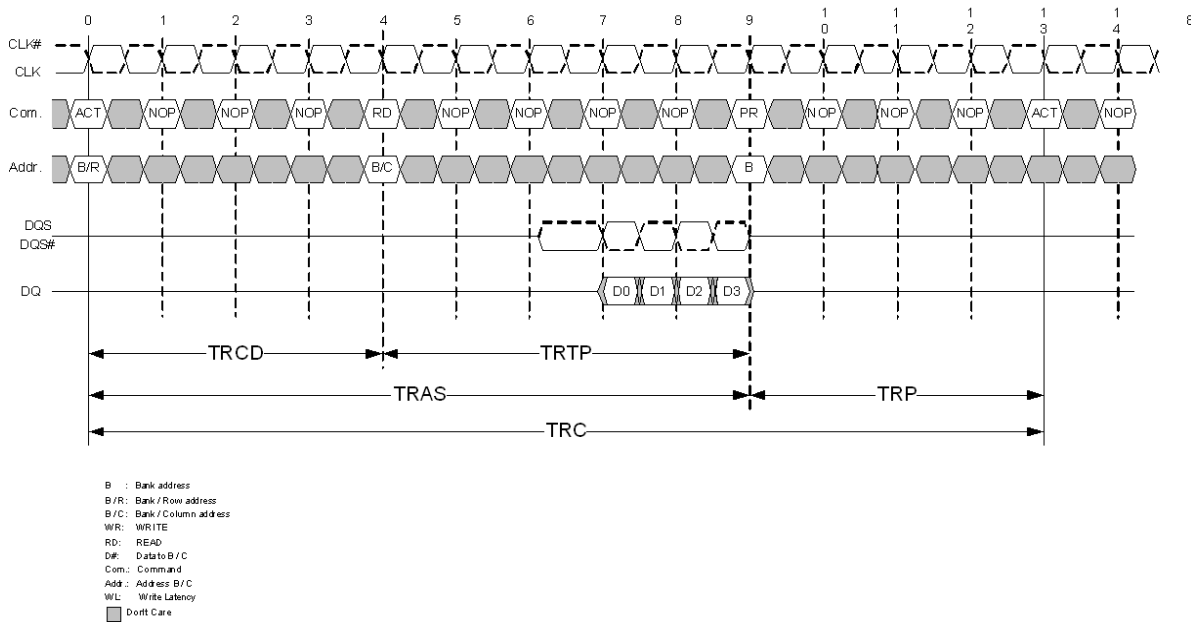 0 1 2 3 4 5 6 7 8 9 1 1 1 1 1 8
0 1 2 3 4
CLK#
CLK
Com. ACT NOP NOP NOP RD NOP NOP NOP NOP PR NOP NOP NOP ACT NOP
Addr. B/R B/C B
DQS
DQS#
DQ D0 D1 D2 D3
TRCD TRTP
TRAS TRP
TRC
B : Bank address
B/R: Bank/Row address
B/C: Bank/Column address
WR: WRITE
RD: READ
D#: Data to B/C
Com.: Command
Addr.: Address B/C
WL: Write Latency
Don't Care